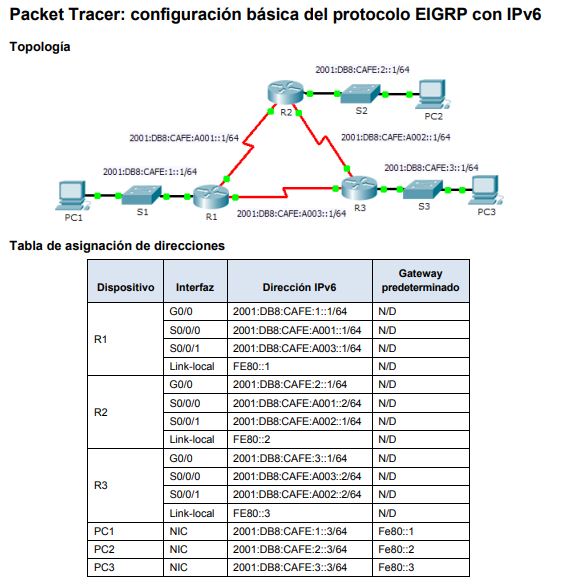 Packet Tracer: configuración básica del protocolo EIGRP con IPv6
Topología
2001:DB8:CAFE:2::1/64
R2
S2
PC2
2001:DB8:CAFE:A001::1/64
2001:DB8:CAFE:A002::1/64
2001:DB8:CAFE:1::1/64
2001:DB8:CAFE:3::1/64
PC1
S1
R1
2001:DB8:CAFE:A003::1/64
R3
S3
PC3
Tabla de asignación de direcciones
Dispositivo Interfaz Dirección IPv6 Gateway predeterminado
R1
G0/0 2001:DB8:CAFE:1::1/64 N/D
S0/0/0 2001:DB8:CAFE:A001::1/64 N/D
S0/0/1 2001:DB8:CAFE:A003::1/64 N/D
Link-local FE80::1 N/D
R2
G0/0 2001:DB8:CAFE:2::1/64 N/D
S0/0/0 2001:DB8:CAFE:A001::2/64 N/D
S0/0/1 2001:DB8:CAFE:A002::1/64 N/D
Link-local FE80::2 N/D
R3
G0/0 2001:DB8:CAFE:3::1/64 N/D
S0/0/0 2001:DB8:CAFE:A003::2/64 N/D
S0/0/1 2001:DB8:CAFE:A002::2/64 N/D
Link-local FE80::3 N/D
PC1 NIC 2001:DB8:CAFE:1::3/64 Fe80::1
PC2 NIC 2001:DB8:CAFE:2::3/64 Fe80::2
PC3 NIC 2001:DB8:CAFE:3::3/64 Fe80::3